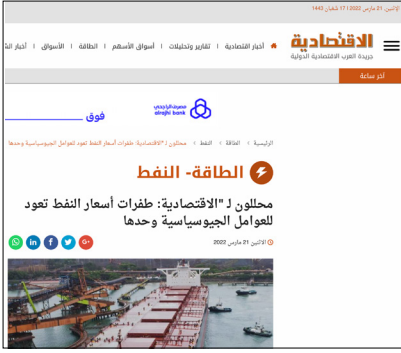 الإثنين، 21 مارس 2022 | 17 شعبان 1443
الاقتصادية
جريدة العرب الاقتصادية الدولية
أخبار اقتصادية | تقارير وتحليلات | أسواق الأسهم | الطاقة | الأسواق | أخبار
آخر ساعة
مصرف الراجحي
alrajhi bank
فوق
الرئيسية > الطاقة > النفط > محللون لـ "الاقتصادية: طفرات أسعار النفط تعود للعوامل الجيوسياسية وحدها
الطاقة- النفط
محللون لـ "الاقتصادية: طفرات أسعار النفط تعود
للعوامل الجيوسياسية وحدها
الاثنين 21 مارس 2022